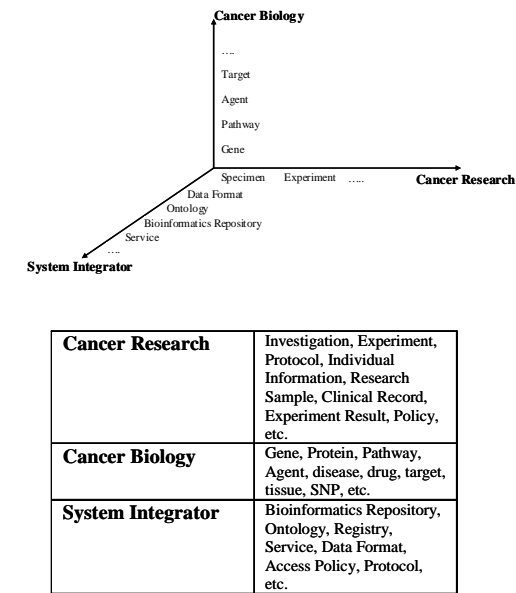 Cancer Biology
....
Target
Agent
Pathway
Gene
Specimen Experiment ..... Cancer Research
Data Format
Ontology
Bioinformatics Repository
Service
....
System Integrator
Cancer Research
Investigation, Experiment,
Protocol, Individual
Information, Research
Sample, Clinical Record,
Experiment Result, Policy,
etc.
Cancer Biology
Gene, Protein, Pathway,
Agent, disease, drug, target,
tissue, SNP, etc.
System Integrator
Bioinformatics Repository,
Ontology, Registry,
Service, Data Format,
Access Policy, Protocol,
etc.